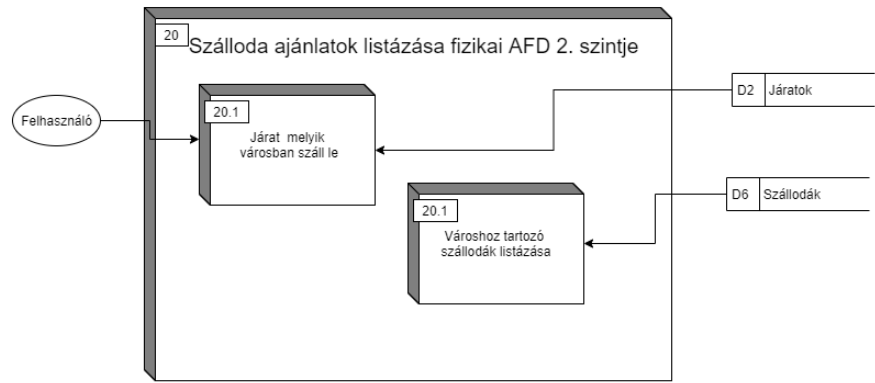 20
Szálloda ajánlatok listázása fizikai AFD 2. szintje
D2 Járatok
20.1
Felhasználó
Járat melyik
városban száll le
D6 Szállodák
20.1
Városhoz tartozó
szállodák listázása